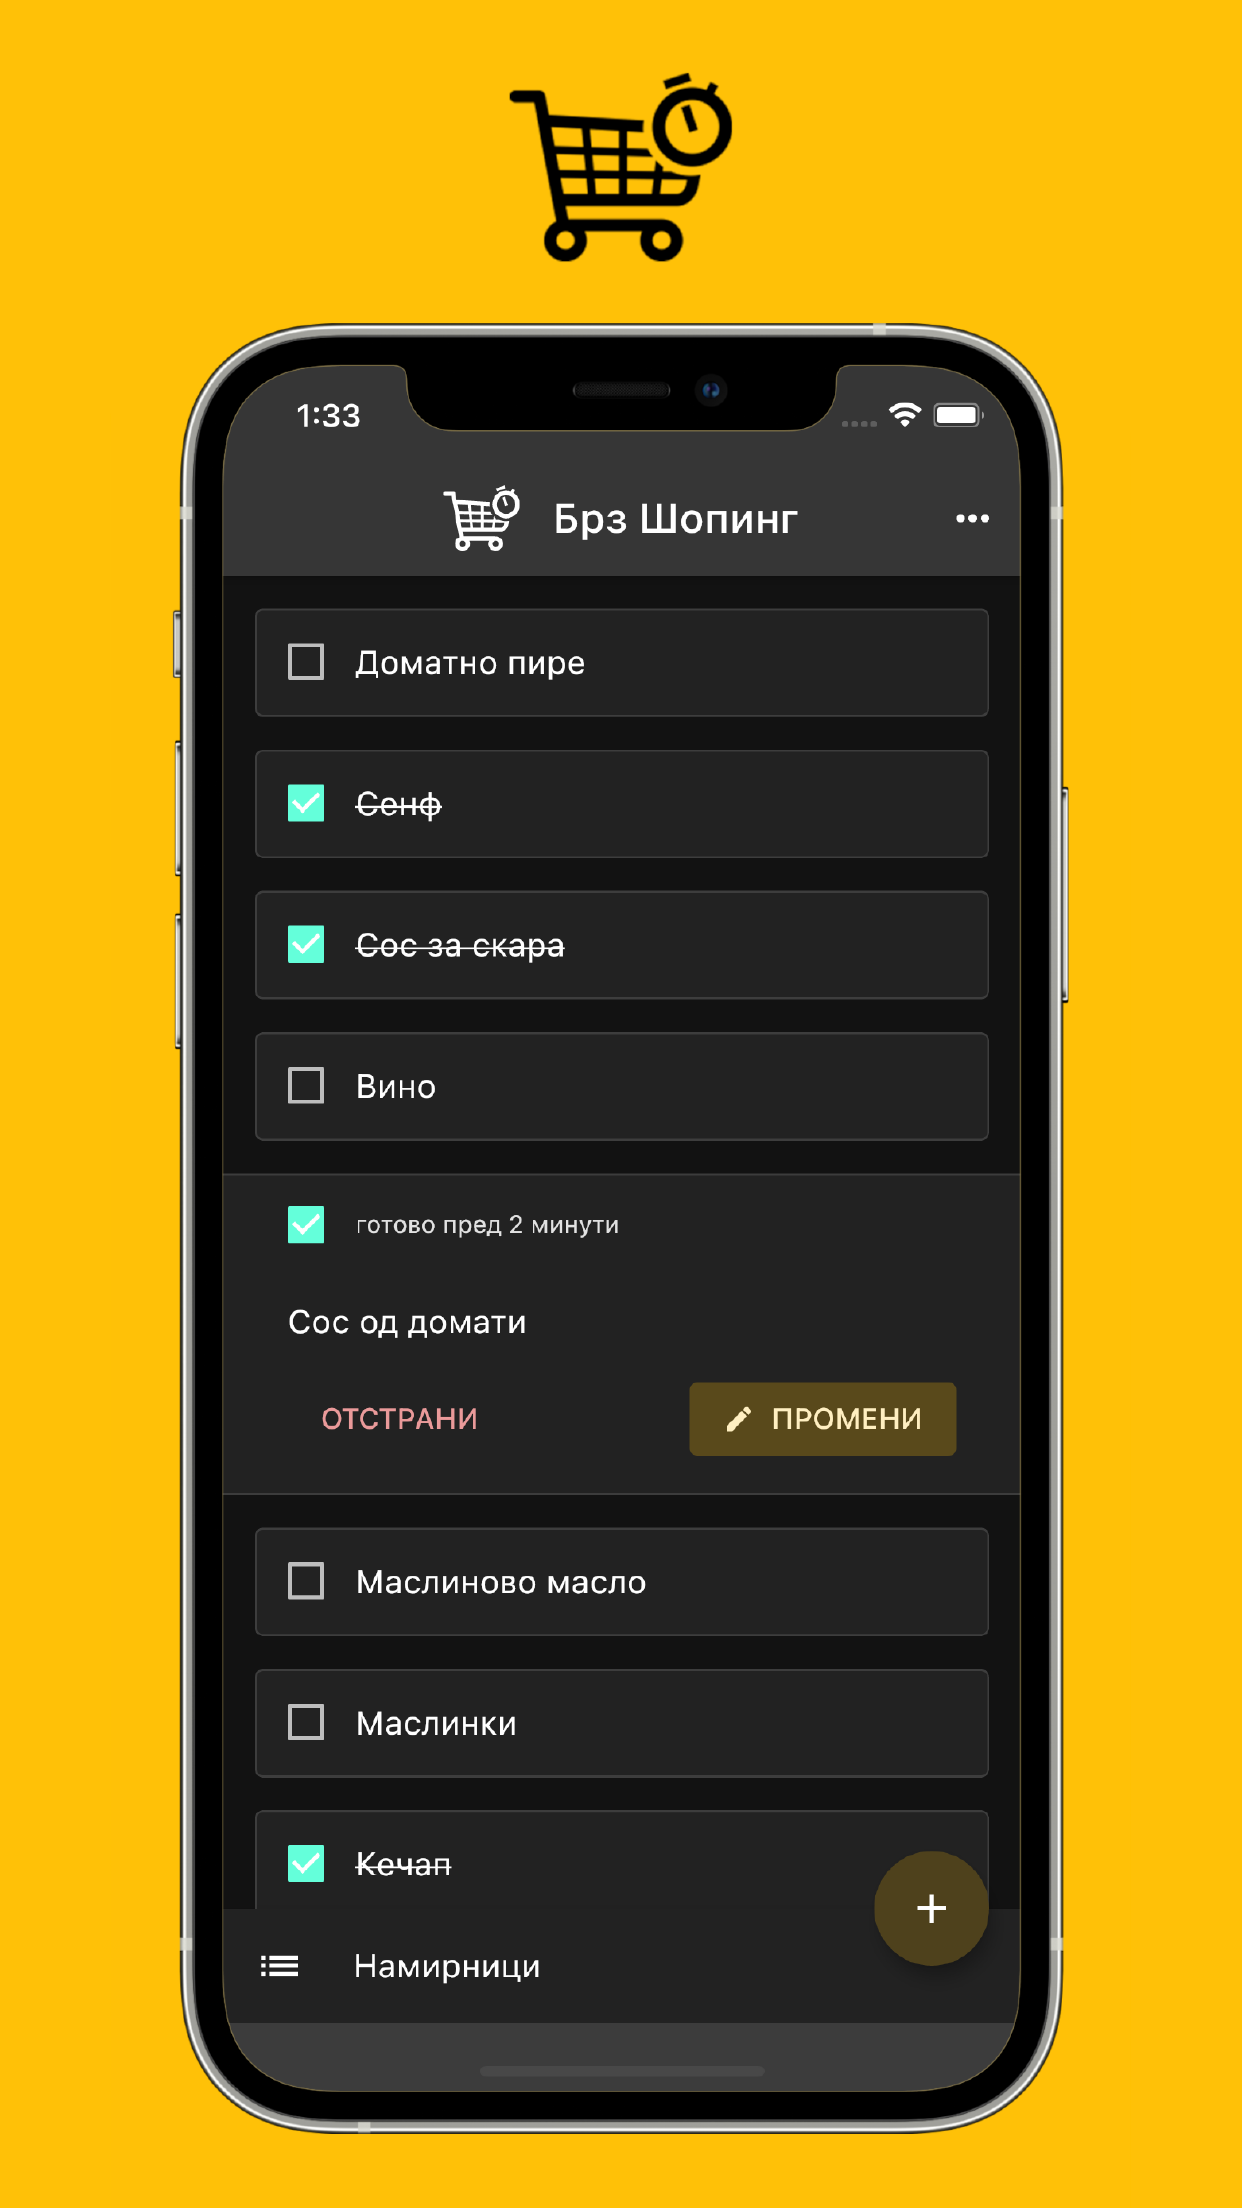 1:33
Брз Шопинг
Доматно пире
Сенф
Сос за скара
Вино
готово пред 2 минути
Сос од домати
ОТСТРАНИ
ПРОМЕНИ
Маслиново масло
Маслинки
Кечап
Намирници